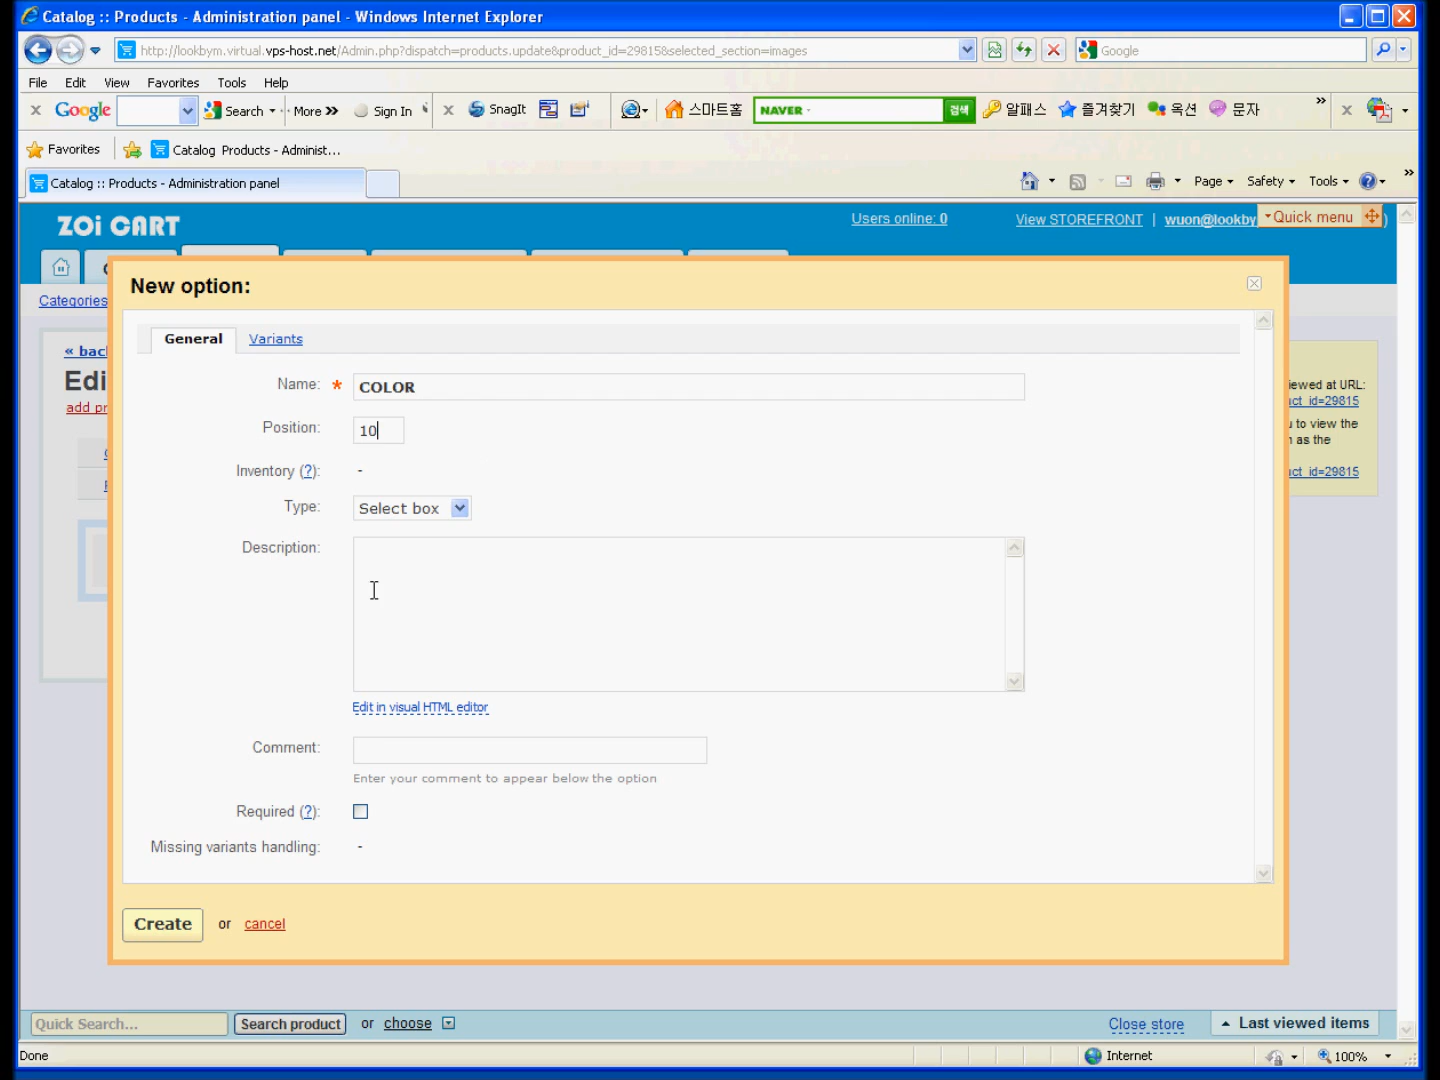 Catalog :: Products - Administration panel - Windows Internet Explorer
http://lookbym.virtual.vps-host.net/Admin.php?dispatch=products.update&product_id=29815&selected_section=images
Google
File Edit View Favorites Tools Help
x Google Search More » Sign In x SnagIt 스마트홈 NAVER 검색 알패스 즐겨찾기 옥션 문자 » x
Favorites Catalog Products - Administ...
Catalog :: Products - Administration panel
Page Safety Tools »
ZOi CART
Users online: 0 View STOREFRONT | wuon@lookby Quick menu )
Categories
New option:
« bac
General Variants
Edi
add pr
Name: * COLOR
Position: 10
Inventory (?): -
Type: Select box
Description:
Edit in visual HTML editor
Comment:
Enter your comment to appear below the option
Required (?):
Missing variants handling: -
iewed at URL:
uct_id=29815
u to view the
n as the
uct_id=29815
Create or cancel
Quick Search... Search product or choose Close store Last viewed items
Done Internet 100%